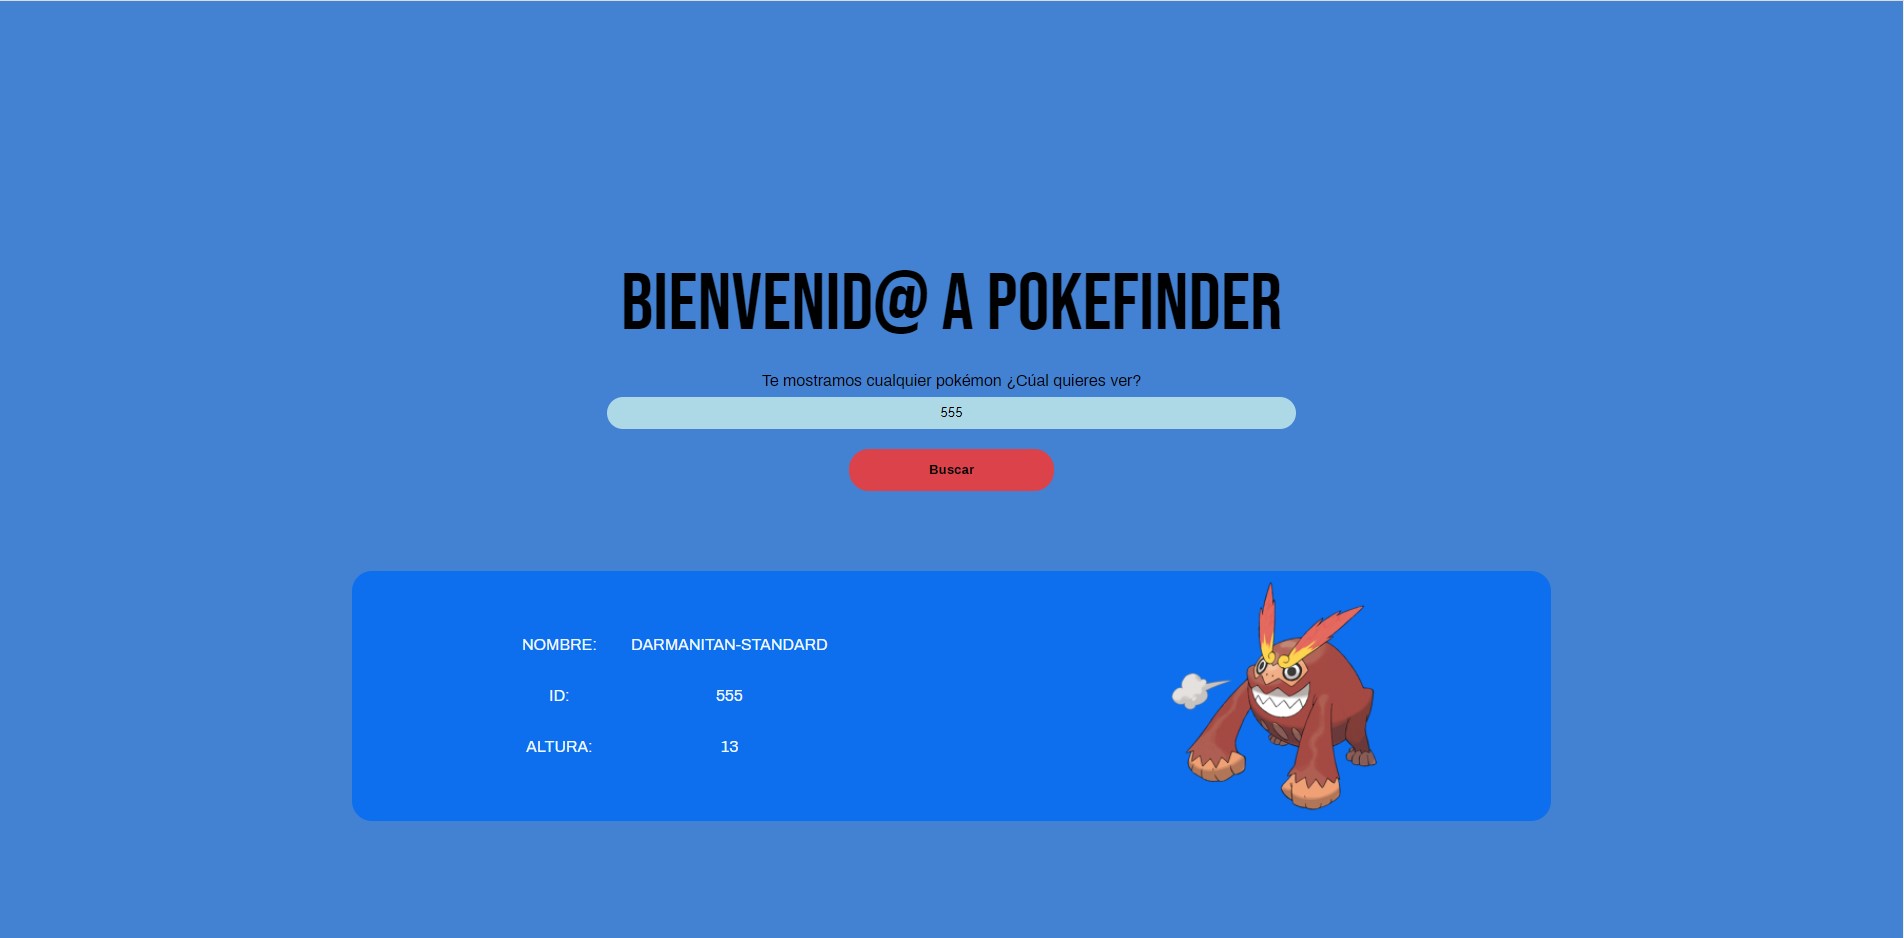 BIENVENID@ A POKEFINDER
Te mostramos cualquier pokémon ¿Cúal quieres ver?
555
Buscar
NOMBRE: DARMANITAN-STANDARD
ID: 555
ALTURA: 13